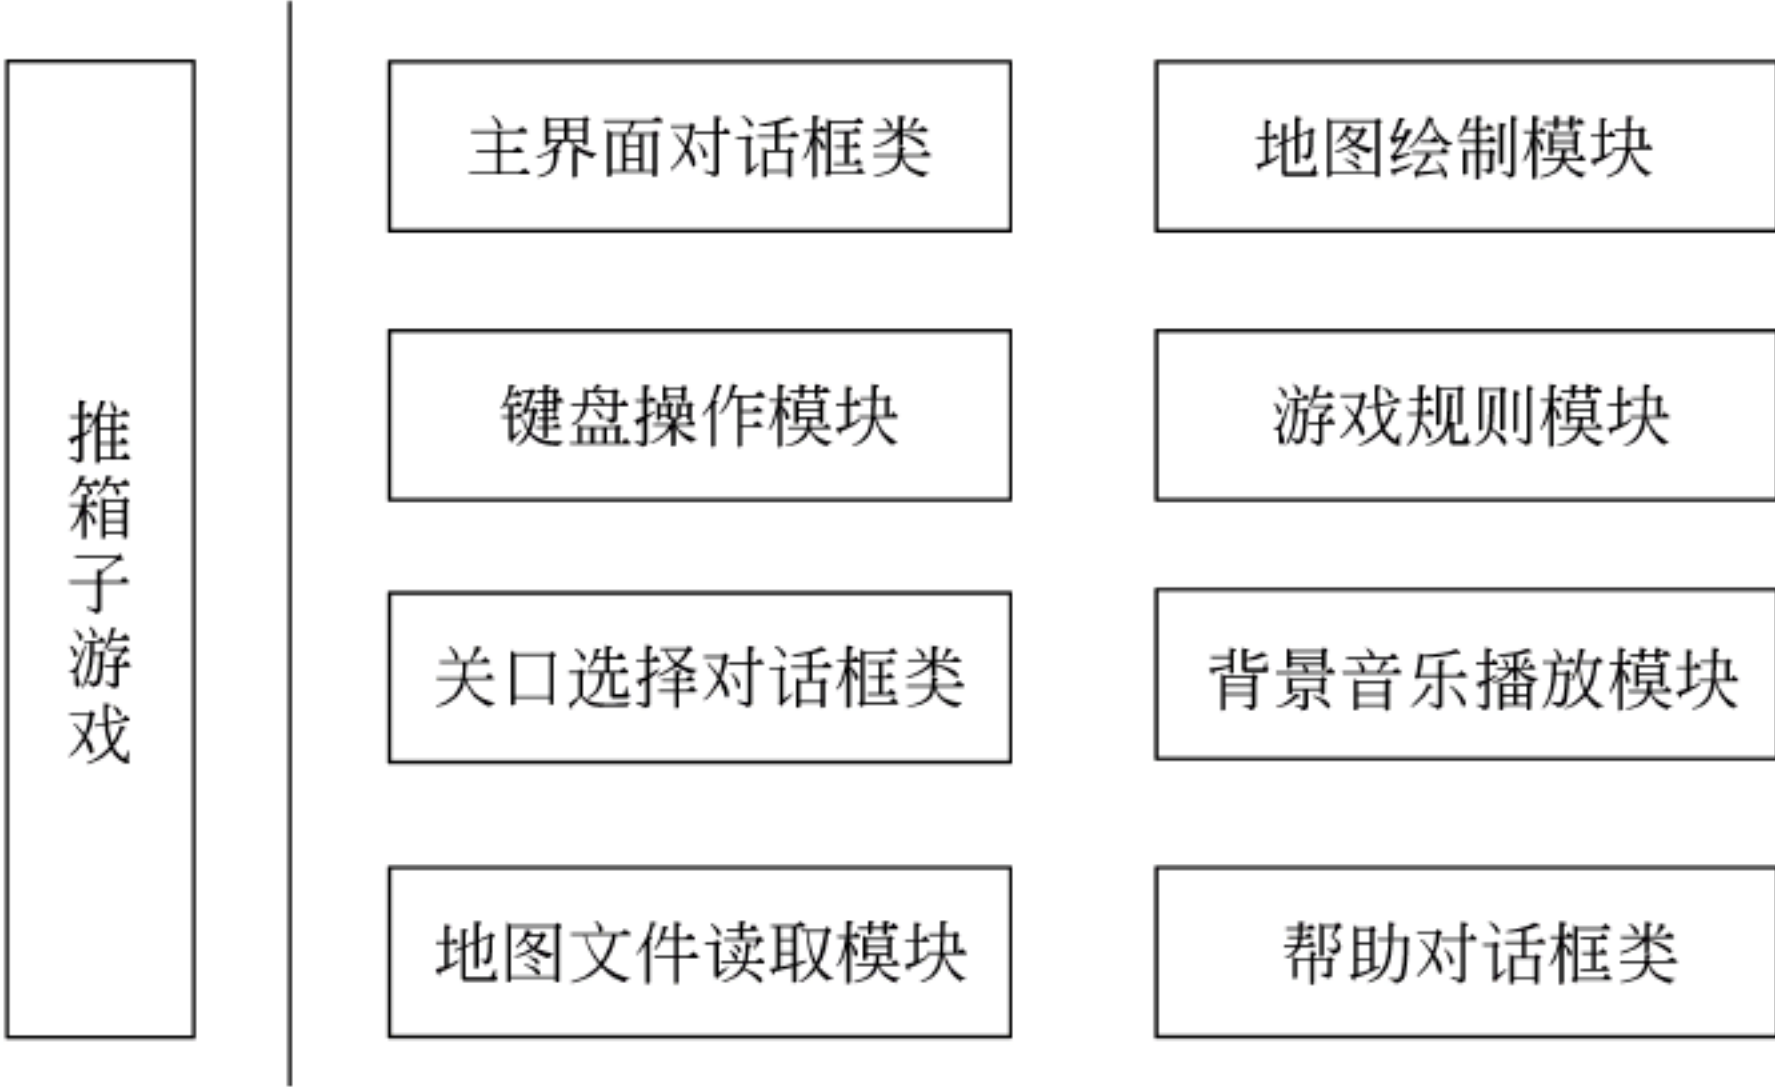 推箱子游戏
主界面对话框类
地图绘制模块
键盘操作模块
游戏规则模块
关口选择对话框类
背景音乐播放模块
地图文件读取模块
帮助对话框类